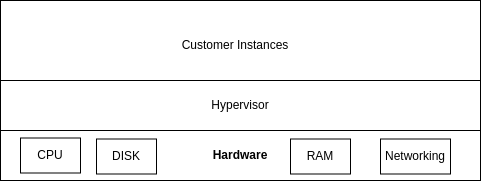 Customer Instances
Hypervisor
CPU
DISK
Hardware
RAM
Networking